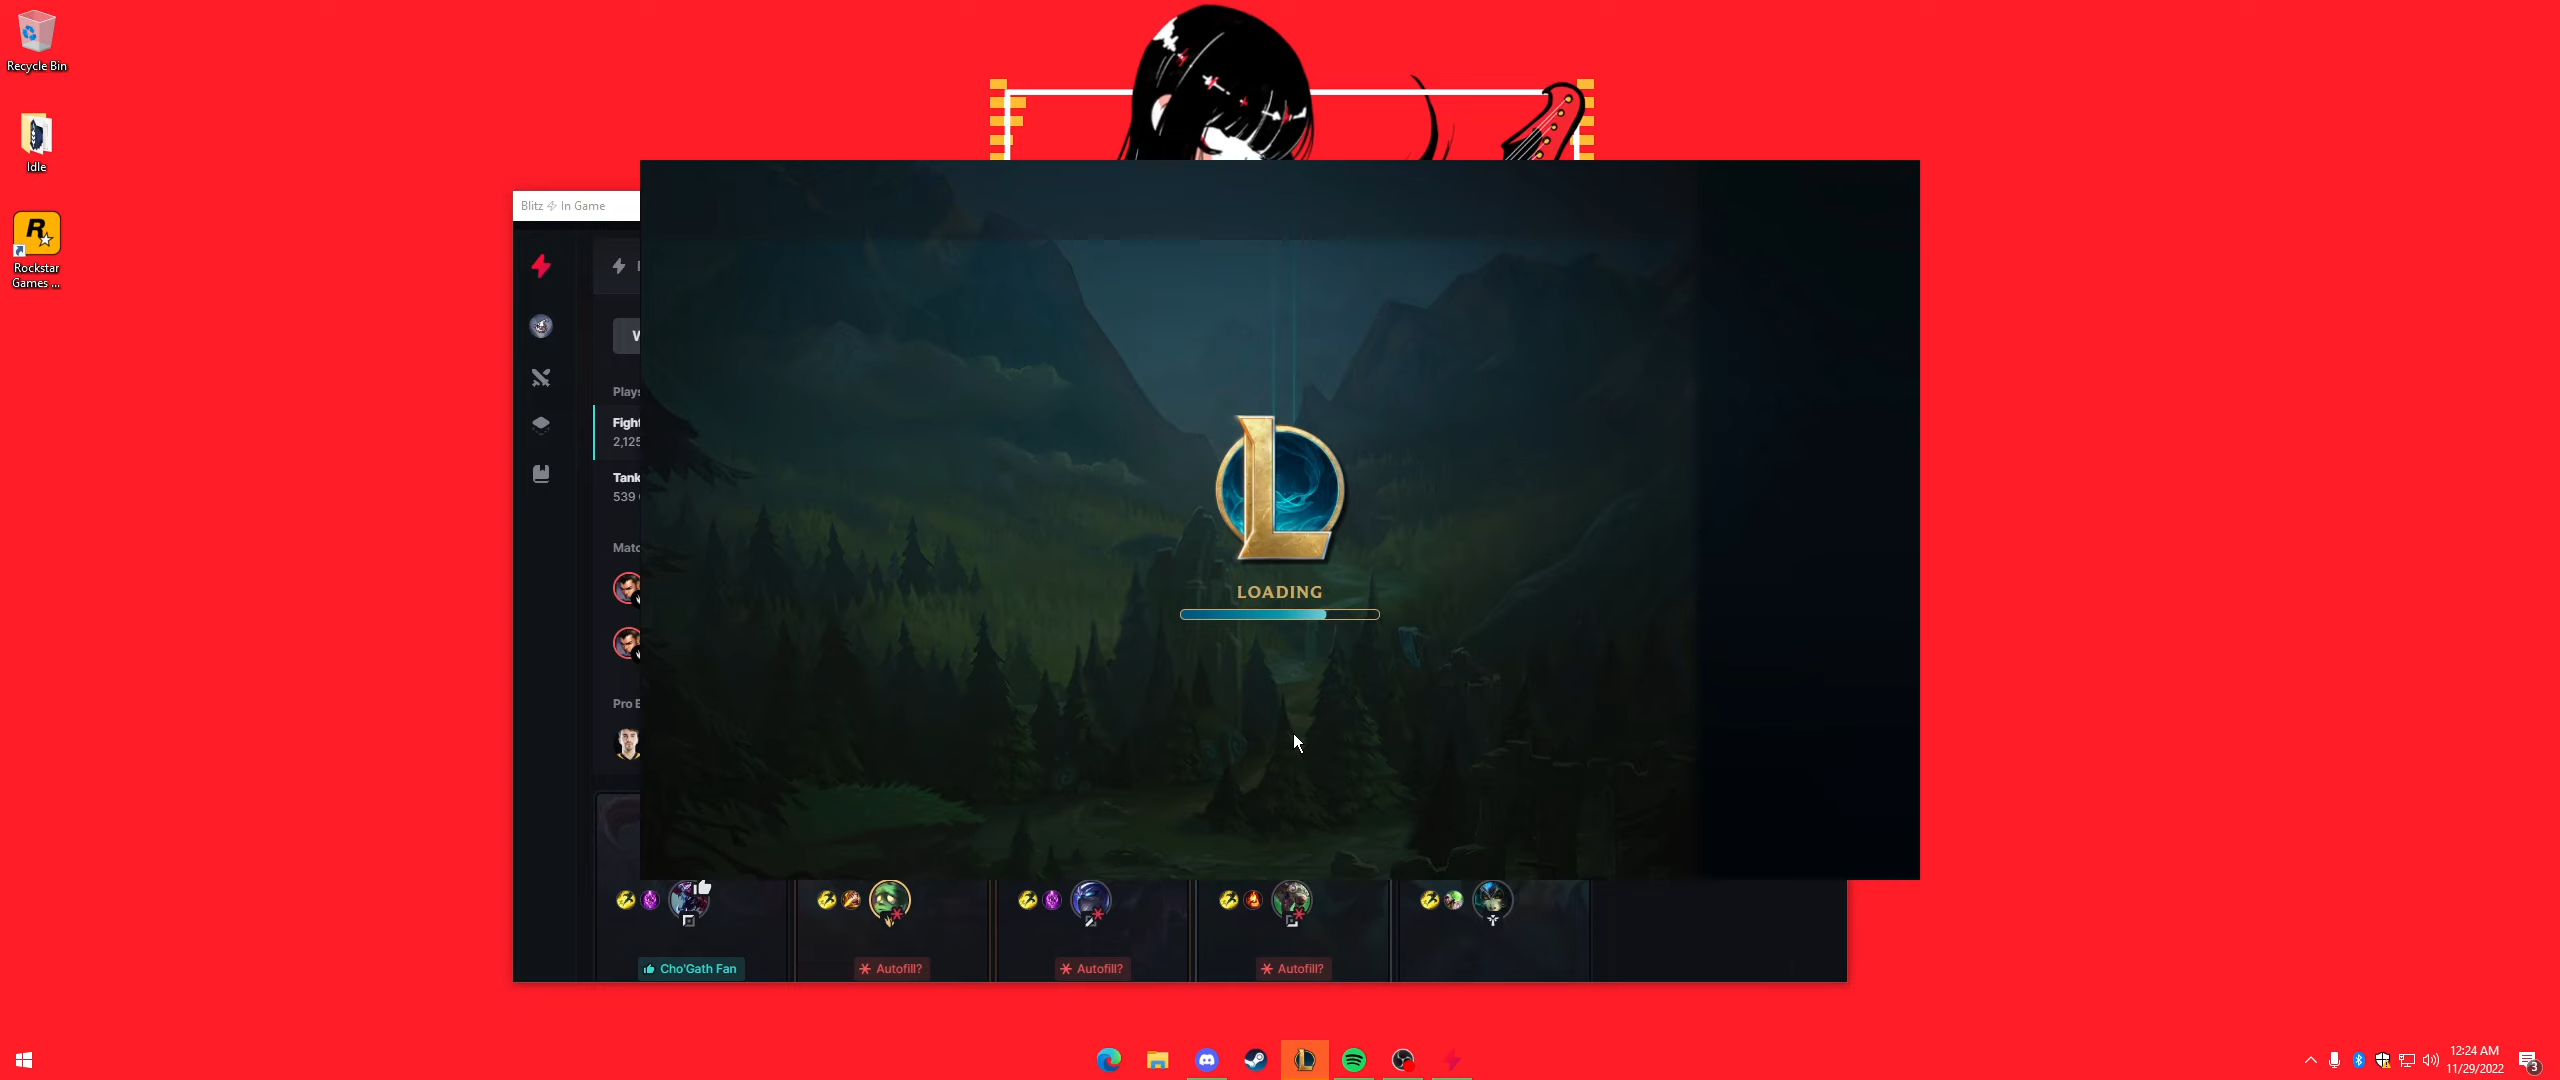 Recycle Bin
Idle
Rockstar
Games ...
Blitz In Game
Plays
Fight
2,125
Tank
539
Matc
Pro
LOADING
Cho'Gath Fan
Autofill?
Autofill?
Autofill?
12:24 AM
11/29/2022
3